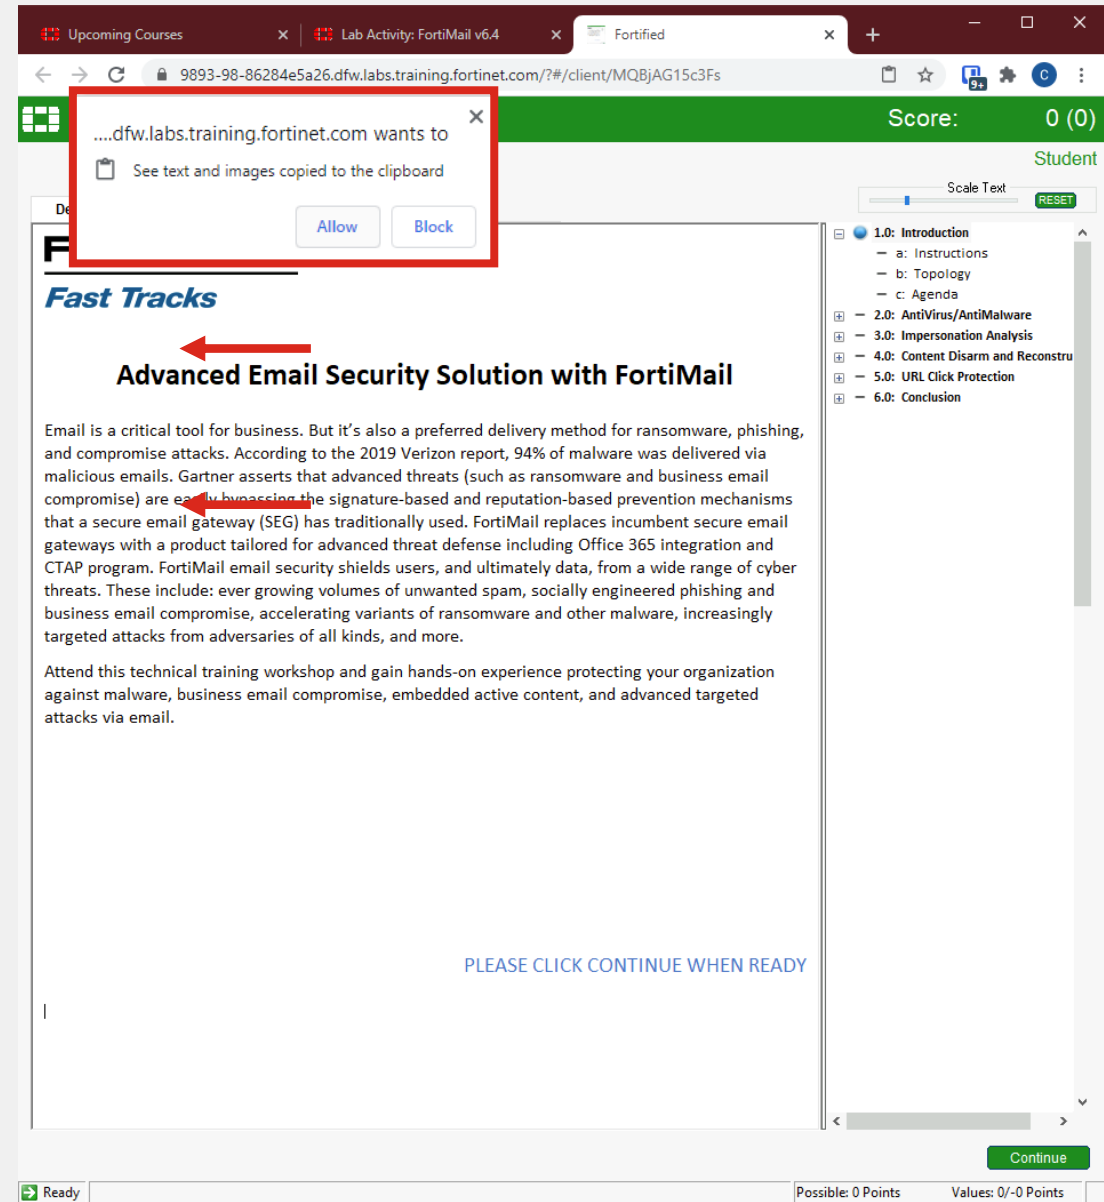 Upcoming Courses
Lab Activity: FortiMail v6.4
Fortified
9893-98-86284e5a26.dfw.labs.training.fortinet.com/?#/client/MQBjAG15c3Fs
9+
C
....dfw.labs.training.fortinet.com wants to
See text and images copied to the clipboard
Allow
Block
Score:
0 (0)
Student
Scale Text
RESET
De
F
Fast Tracks
Advanced Email Security Solution with FortiMail
Email is a critical tool for business. But it's also a preferred delivery method for ransomware, phishing,
and compromise attacks. According to the 2019 Verizon report, 94% of malware was delivered via
malicious emails. Gartner asserts that advanced threats (such as ransomware and business email
compromise) are easily bypassing the signature-based and reputation-based prevention mechanisms
that a secure email gateway (SEG) has traditionally used. FortiMail replaces incumbent secure email
gateways with a product tailored for advanced threat defense including Office 365 integration and
CTAP program. FortiMail email security shields users, and ultimately data, from a wide range of cyber
threats. These include: ever growing volumes of unwanted spam, socially engineered phishing and
business email compromise, accelerating variants of ransomware and other malware, increasingly
targeted attacks from adversaries of all kinds, and more.
Attend this technical training workshop and gain hands-on experience protecting your organization
against malware, business email compromise, embedded active content, and advanced targeted
attacks via email.
PLEASE CLICK CONTINUE WHEN READY
1.0: Introduction
a: Instructions
b: Topology
c: Agenda
2.0: AntiVirus/AntiMalware
3.0: Impersonation Analysis
4.0: Content Disarm and Reconstru
5.0: URL Click Protection
6.0: Conclusion
Continue
Ready
Possible: 0 Points
Values: 0/-0 Points